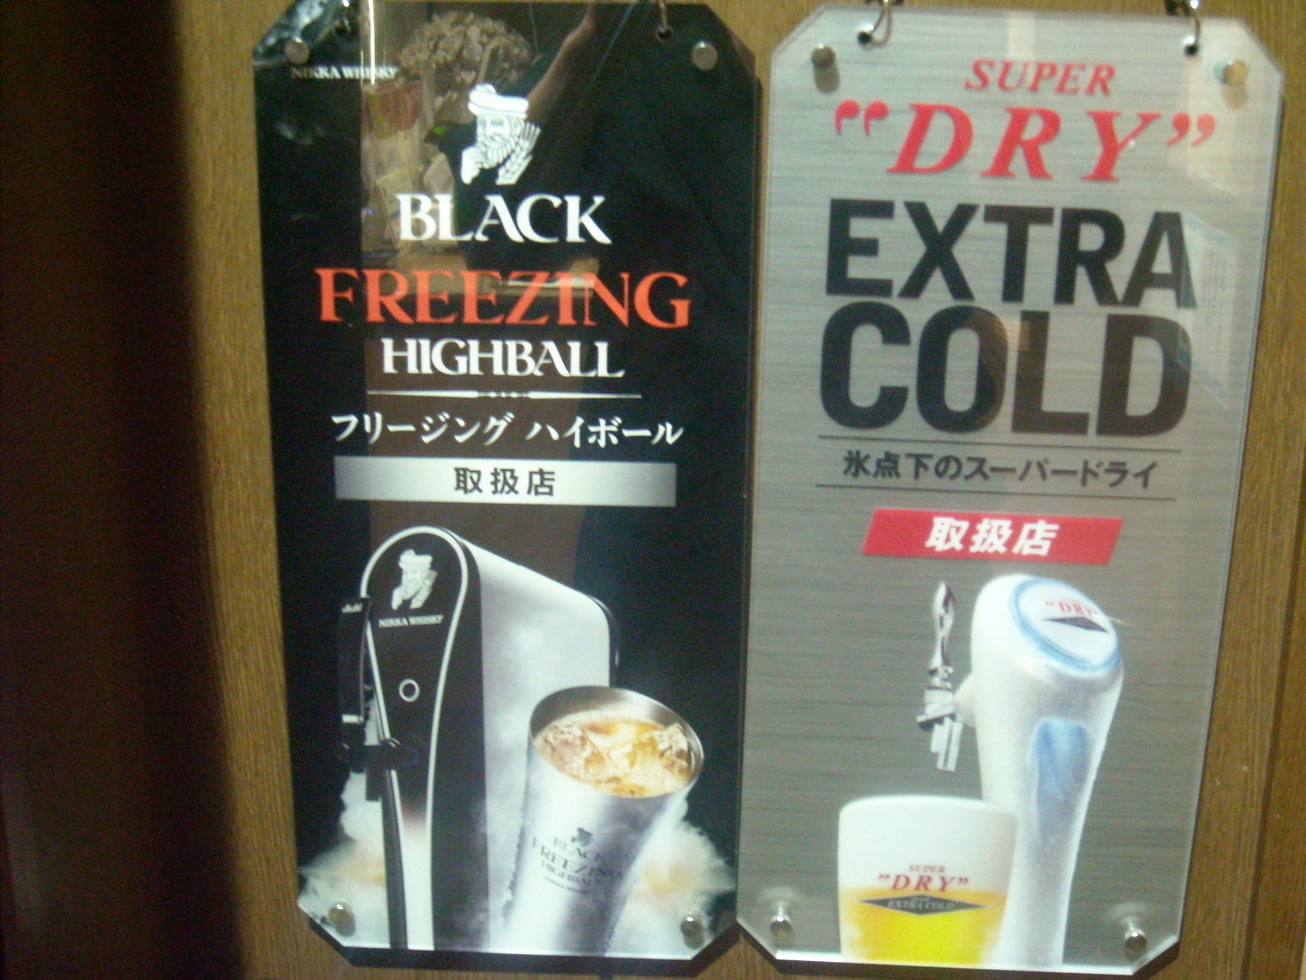 NIKKA WHISKY
BLACK
FREEZING
HIGHBALL
フリージング ハイボール
取扱店
Asahi
NIKKA WHISKY
BLACK
FREEZING
HIGHBALL
SUPER
"DRY"
EXTRA
COLD
氷点下のスーパードライ
取扱店
"DRY"
SUPER
"DRY"
EXTRA COLD